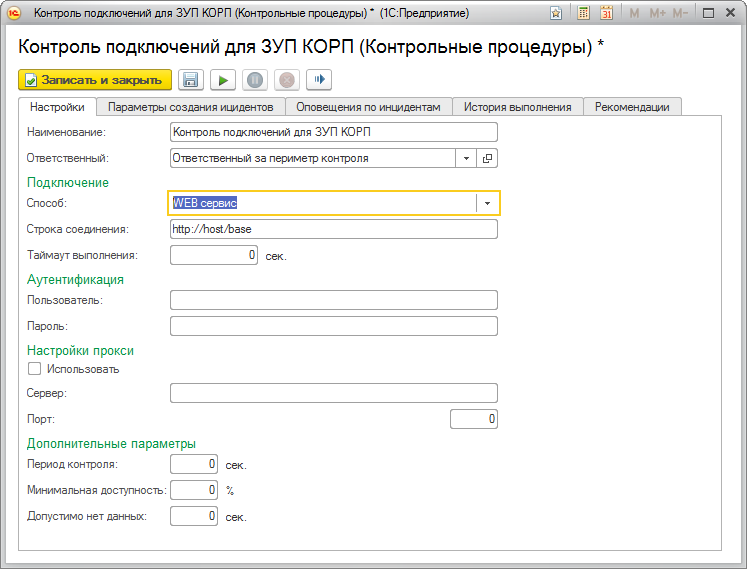 Контроль подключений для ЗУП КОРП (Контрольные процедуры) * (1С:Предприятие)
M M+ M-
Контроль подключений для ЗУП КОРП (Контрольные процедуры) *
Записать и закрыть
Настройки Параметры создания ицидентов Оповещения по инцидентам История выполнения Рекомендации
Наименование: Контроль подключений для ЗУП КОРП
Ответственный: Ответственный за периметр контроля
Подключение
Способ: WEB сервис
Строка соединения: http://host/base
Таймаут выполнения: 0 сек.
Аутентификация
Пользователь:
Пароль:
Настройки прокси
Использовать
Сервер:
Порт: 0
Дополнительные параметры
Период контроля: 0 сек.
Минимальная доступность: 0 %
Допустимо нет данных: 0 сек.